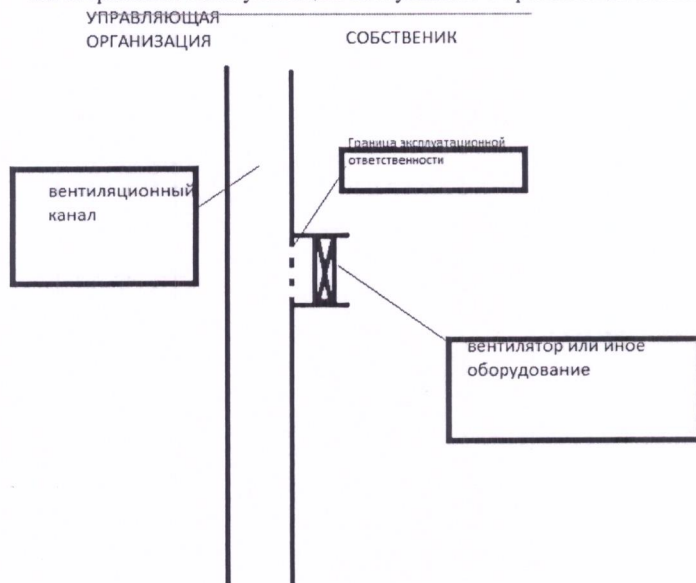 УПРАВЛЯЮЩАЯ
ОРГАНИЗАЦИЯ
СОБСТВЕНИК
Граница эксплуатационной
ответственности
вентиляционный
канал
вентилятор или иное
оборудование